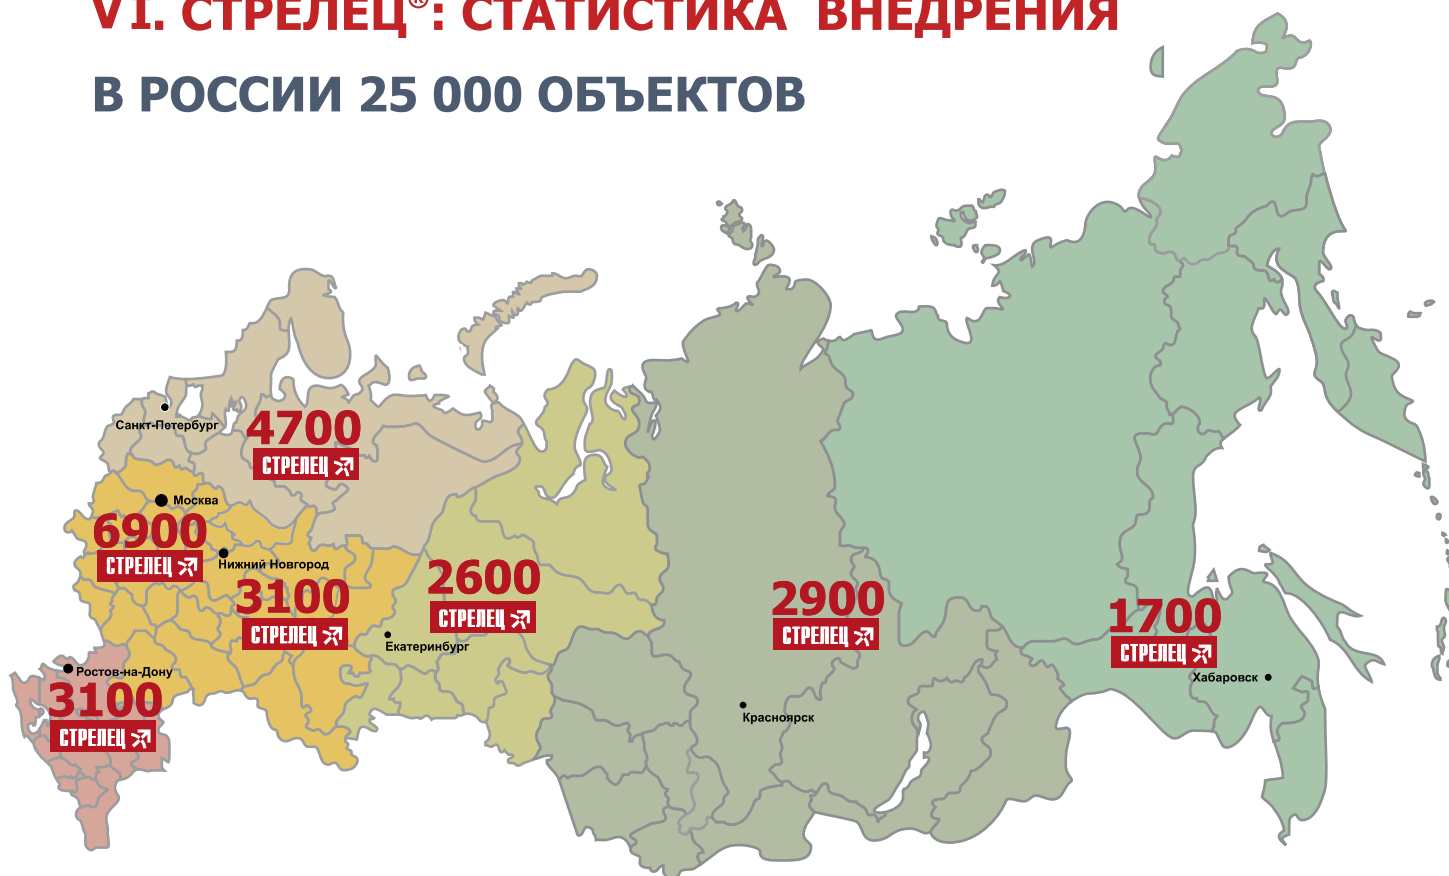 VI. СТРЕЛЕЦ®: СТАТИСТИКА ВНЕДРЕНИЯ
В РОССИИ 25 000 ОБЪЕКТОВ
Санкт-Петербург
4700
СТРЕЛЕЦ
Москва
6900
СТРЕЛЕЦ
Нижний Новгород
3100
СТРЕЛЕЦ
2600
СТРЕЛЕЦ
Екатеринбург
2900
СТРЕЛЕЦ
Красноярск
1700
СТРЕЛЕЦ
Хабаровск
Ростов-на-Дону
3100
СТРЕЛЕЦ